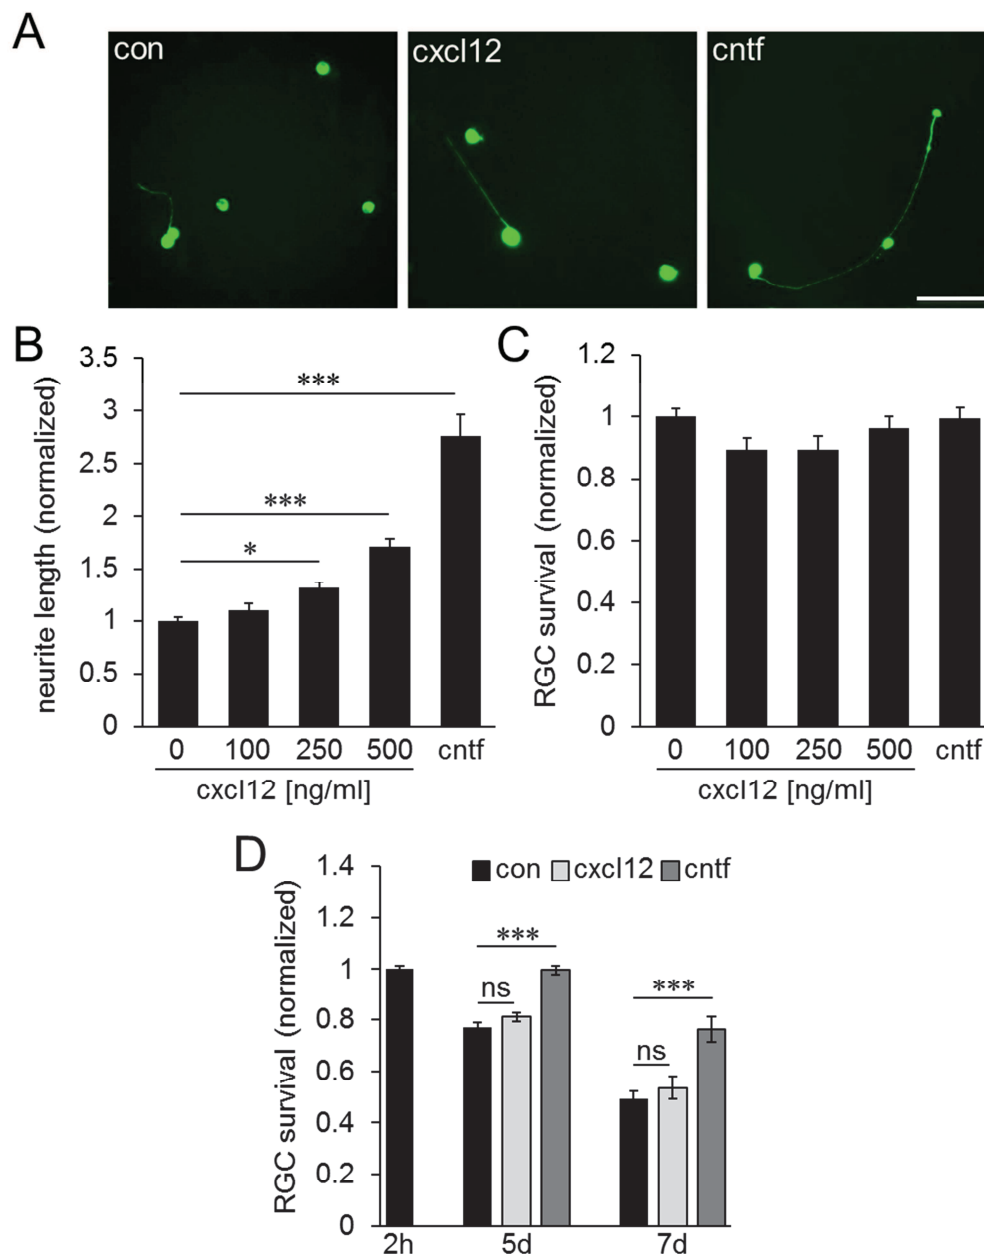 A
con
cxcl12
cntf
B
neurite length (normalized)
3.5
3
2.5
2
1.5
1
0.5
0
***
***
*
0 100 250 500 cntf
cxcl12 [ng/ml]
C
RGC survival (normalized)
1.2
1
0.8
0.6
0.4
0.2
0
0 100 250 500 cntf
cxcl12 [ng/ml]
D
RGC survival (normalized)
1.4
1.2
1
0.8
0.6
0.4
0.2
0
con cxcl12 cntf
***
ns
***
ns
2h 5d 7d